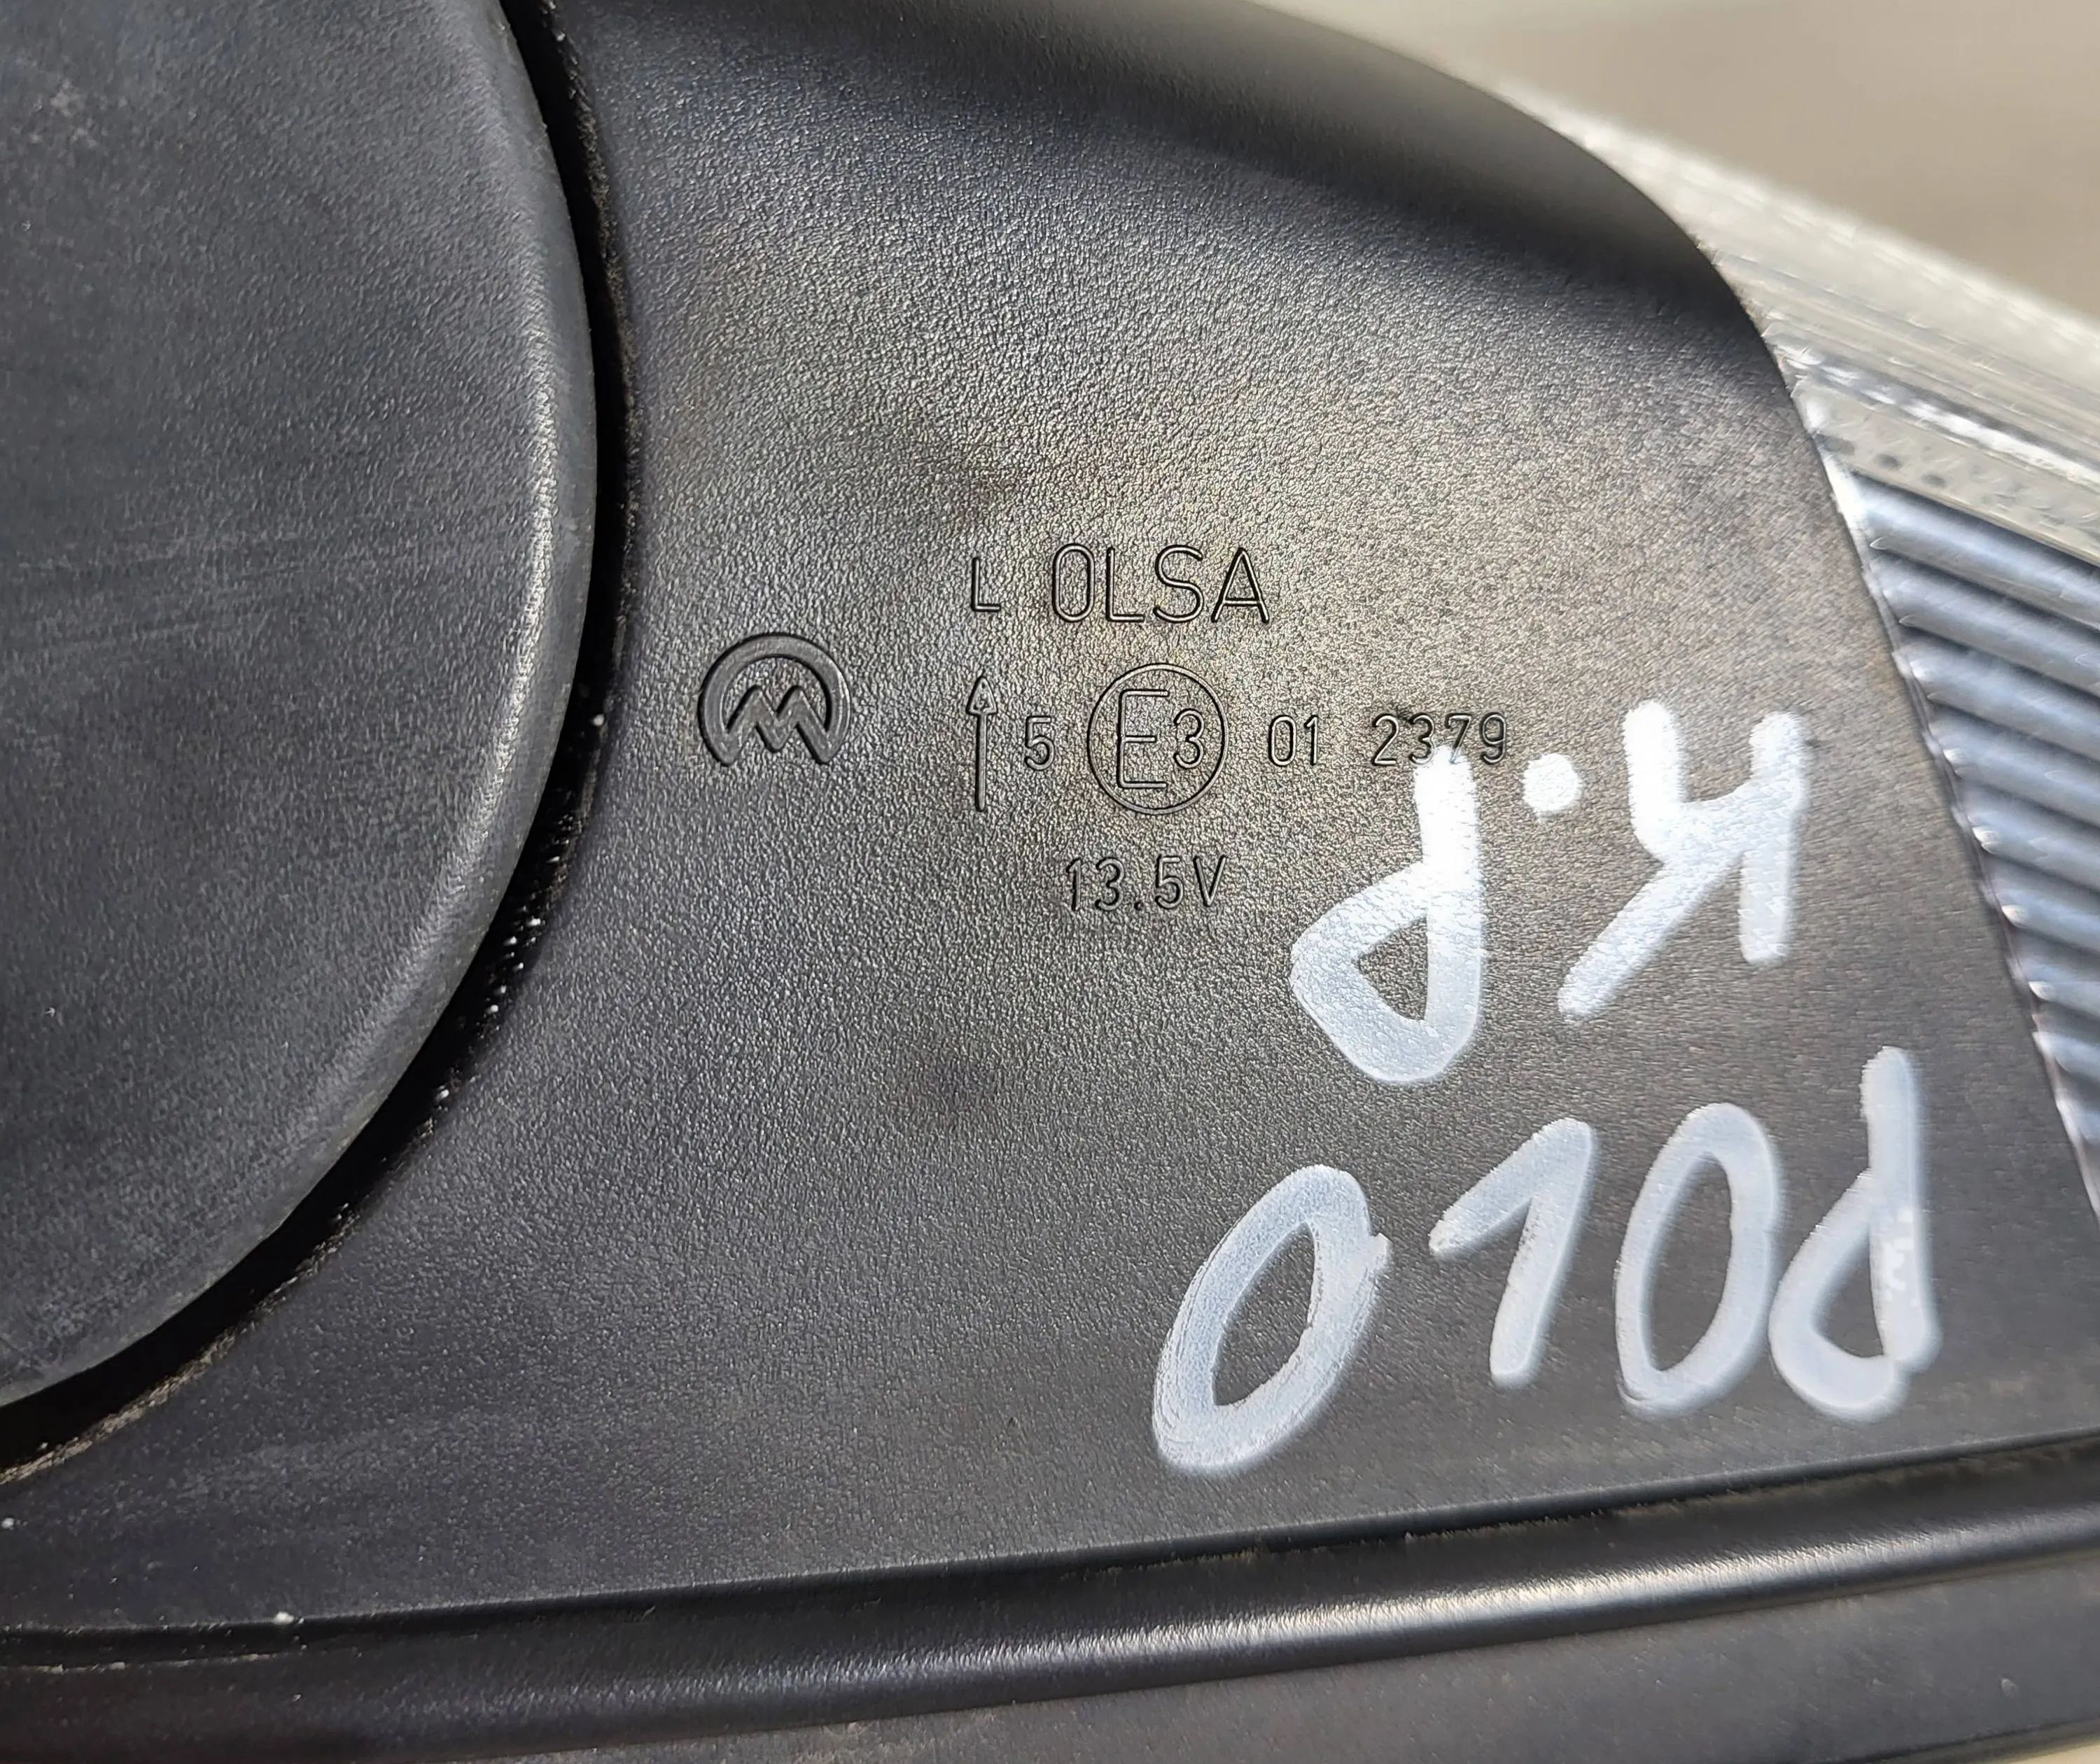 L OLSA
↑ 5 E3 01 2379
13.5V
POLO
K.P